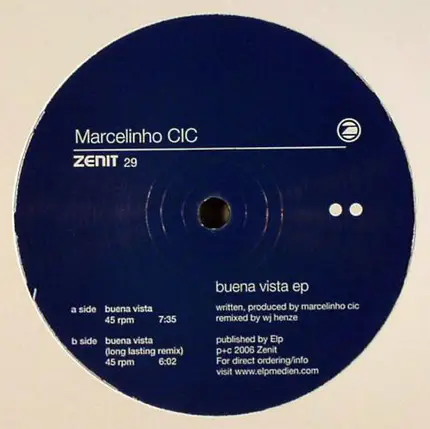 Marcelinho CIC
ZENIT 29
buena vista ep
a side buena vista
45 rpm 7:35
b side buena vista
(long lasting remix)
45 rpm 6:02
written, produced by marcelinho cic
remixed by wj henze
published by Elp
p+c 2006 Zenit
For direct ordering/info
visit www.elpmedien.com